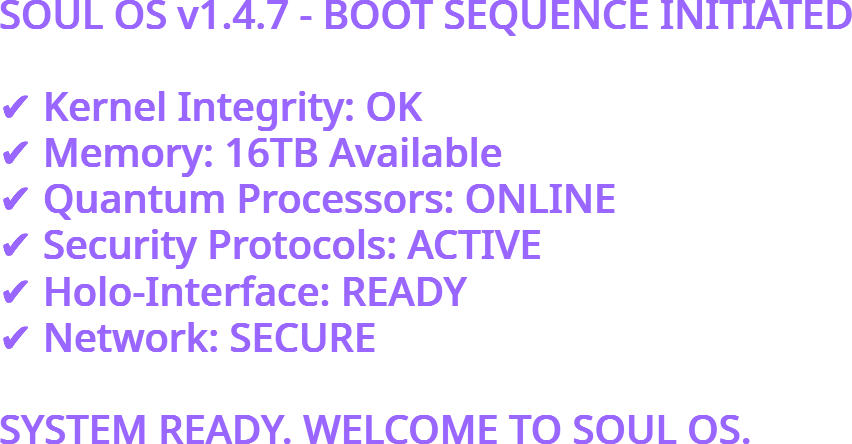 SOUL OS v1.4.7 - BOOT SEQUENCE INITIATED
✔ Kernel Integrity: OK
✔ Memory: 16TB Available
✔ Quantum Processors: ONLINE
✔ Security Protocols: ACTIVE
✔ Holo-Interface: READY
✔ Network: SECURE
SYSTEM READY. WELCOME TO SOUL OS.